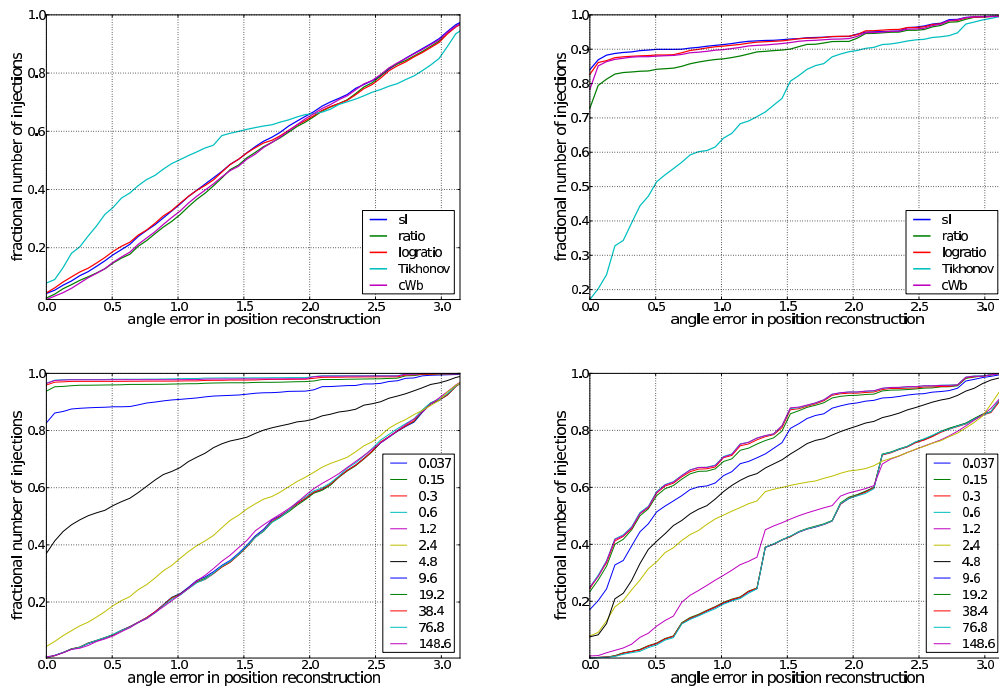 1.0
0.8
0.6
0.4
0.2
0.0
0.0 0.5 1.0 1.5 2.0 2.5 3.0
fractional number of injections
angle error in position reconstruction
sl
ratio
logratio
Tikhonov
cWb
1.0
0.9
0.8
0.7
0.6
0.5
0.4
0.3
0.2
0.0 0.5 1.0 1.5 2.0 2.5 3.0
fractional number of injections
angle error in position reconstruction
sl
ratio
logratio
Tikhonov
cWb
1.0
0.8
0.6
0.4
0.2
0.0 0.5 1.0 1.5 2.0 2.5 3.0
fractional number of injections
angle error in position reconstruction
0.037
0.15
0.3
0.6
1.2
2.4
4.8
9.6
19.2
38.4
76.8
148.6
1.0
0.8
0.6
0.4
0.2
0.0 0.5 1.0 1.5 2.0 2.5 3.0
fractional number of injections
angle error in position reconstruction
0.037
0.15
0.3
0.6
1.2
2.4
4.8
9.6
19.2
38.4
76.8
148.6